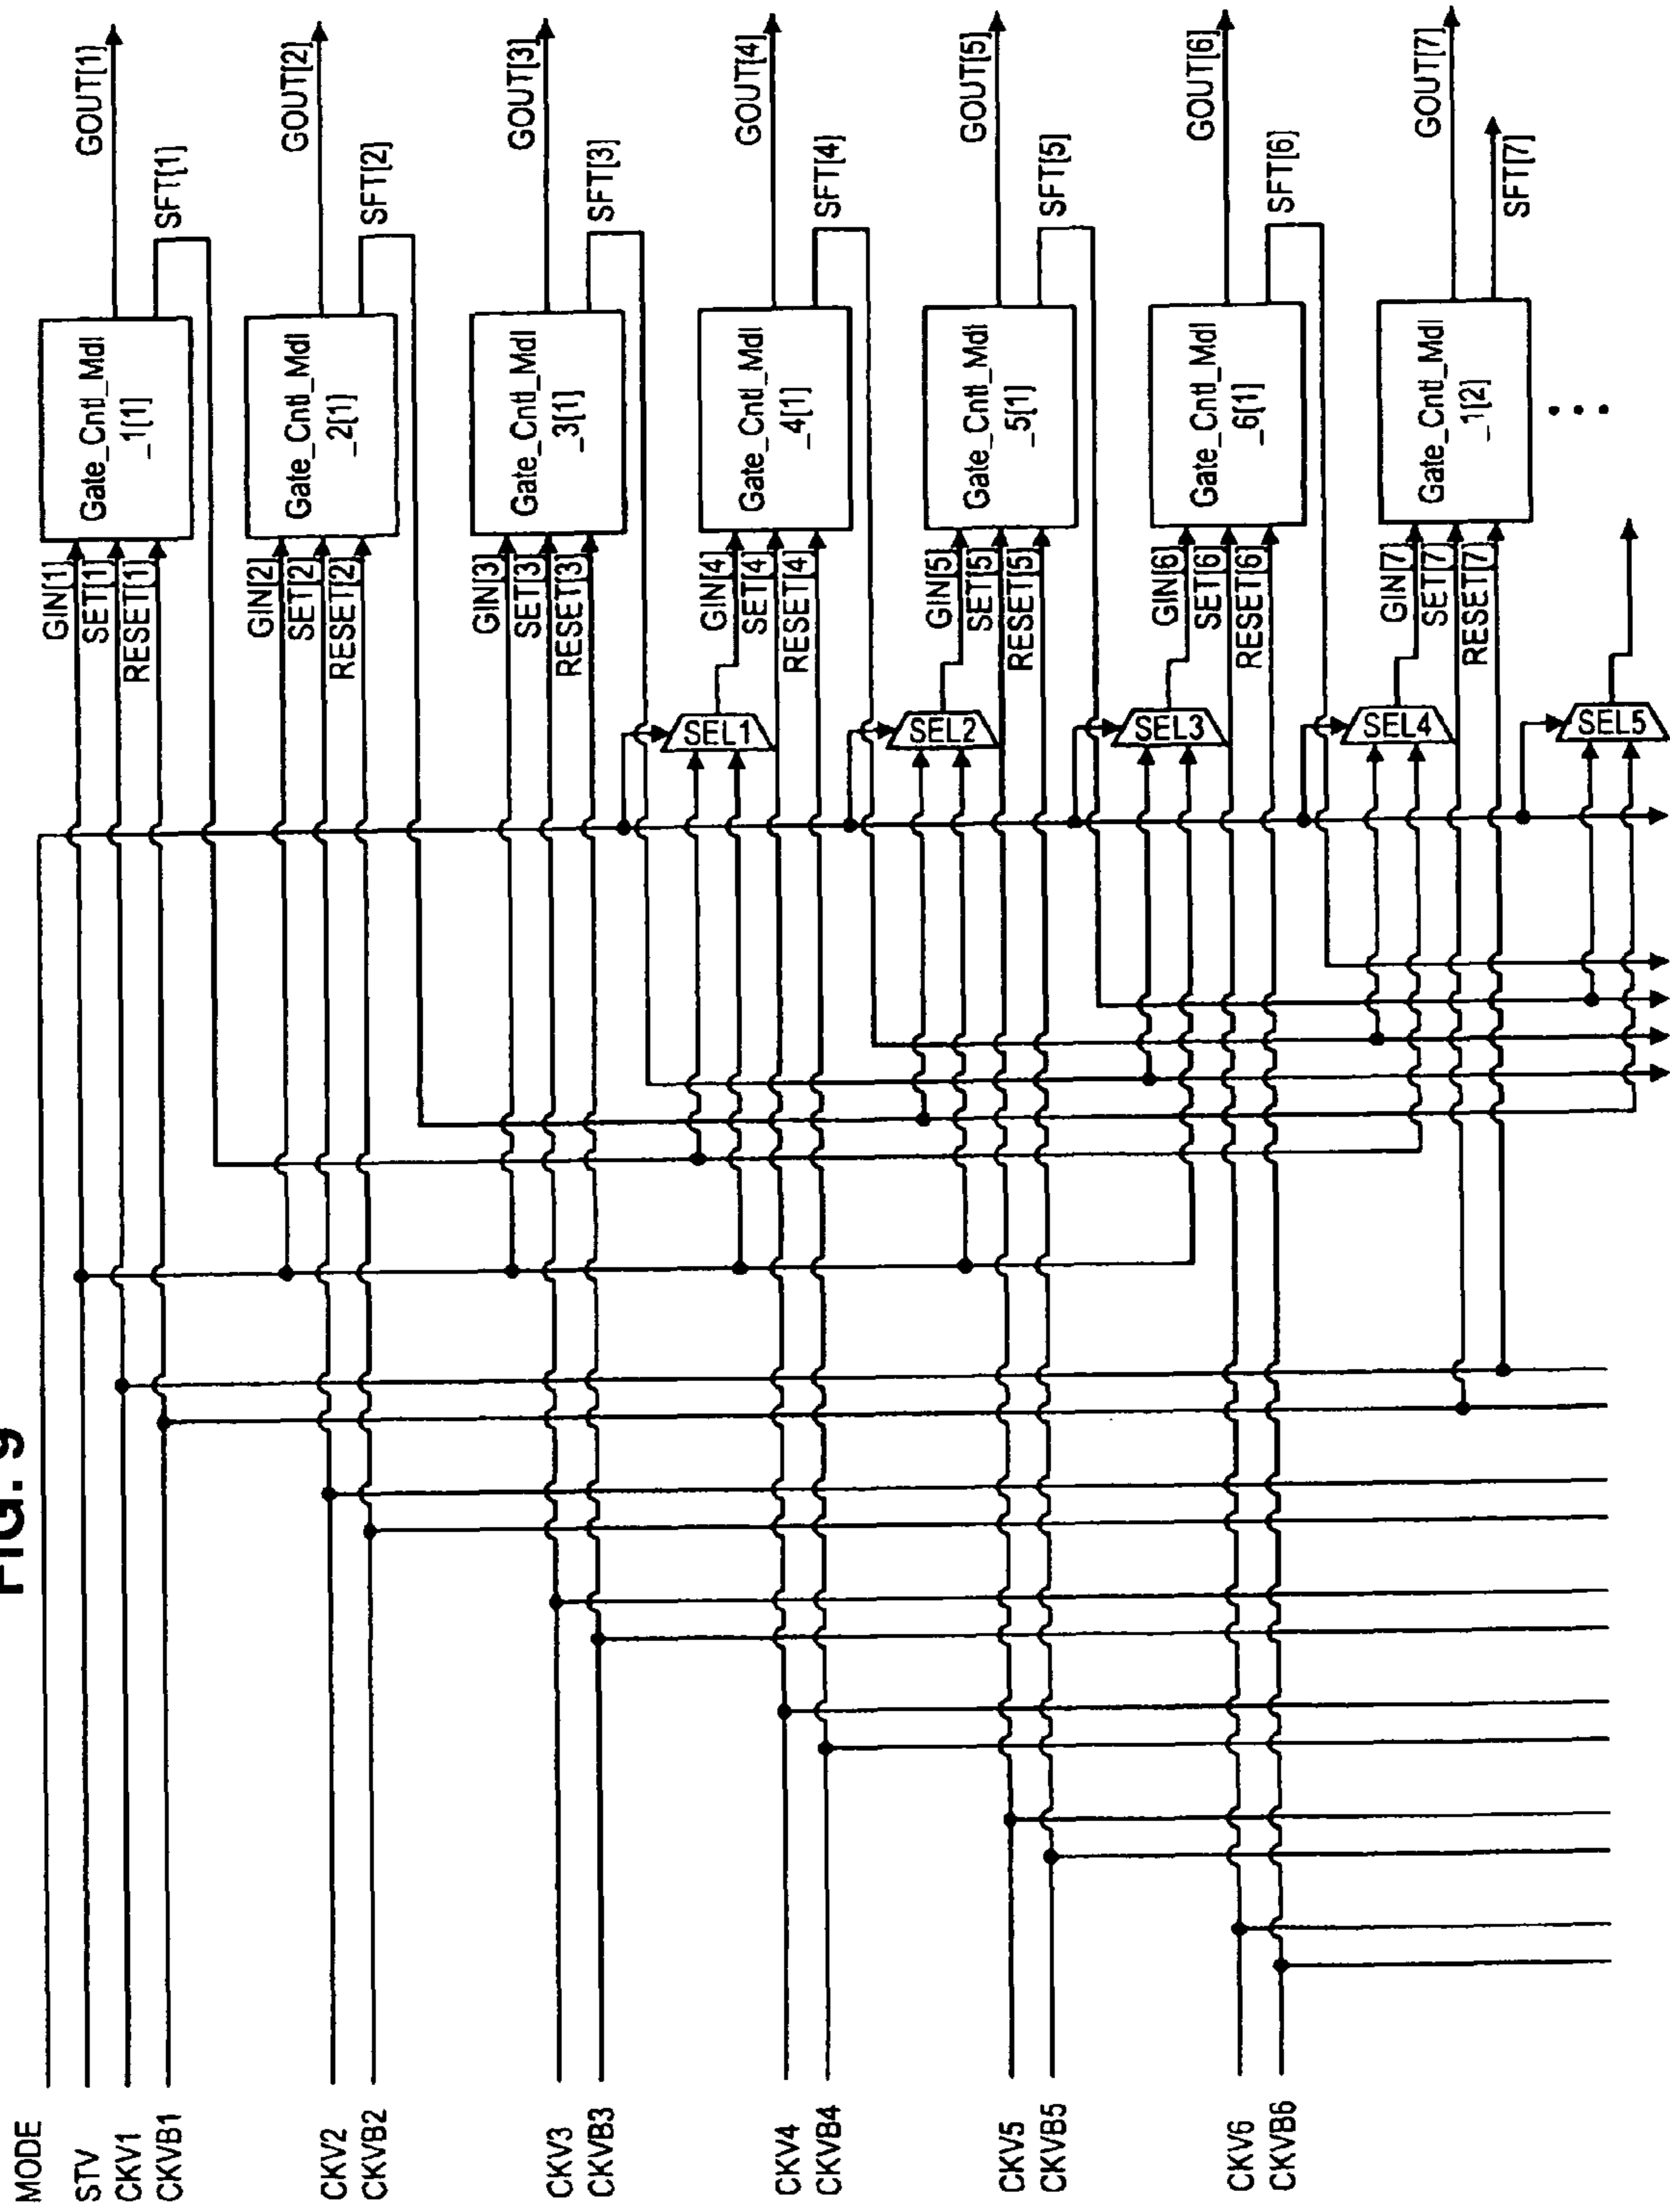 FIG. 9
MODE
STV
CKV1
CKVB1
CKV2
CKVB2
CKV3
CKVB3
CKV4
CKVB4
CKV5
CKVB5
CKV6
CKVB6
GIN[1]
SET[1]
RESET[1]
Gate_Cntl_Mdl
_1[1]
GOUT[1]
SFT[1]
GIN[2]
SET[2]
RESET[2]
Gate_Cntl_Mdl
_2[1]
GOUT[2]
SFT[2]
GIN[3]
SET[3]
RESET[3]
Gate_Cntl_Mdl
_3[1]
GOUT[3]
SFT[3]
SEL1
GIN[4]
SET[4]
RESET[4]
Gate_Cntl_Mdl
_4[1]
GOUT[4]
SFT[4]
SEL2
GIN[5]
SET[5]
RESET[5]
Gate_Cntl_Mdl
_5[1]
GOUT[5]
SFT[5]
SEL3
GIN[6]
SET[6]
RESET[6]
Gate_Cntl_Mdl
_6[1]
GOUT[6]
SFT[6]
SEL4
GIN[7]
SET[7]
RESET[7]
Gate_Cntl_Mdl
_1[2]
GOUT[7]
SFT[7]
SEL5